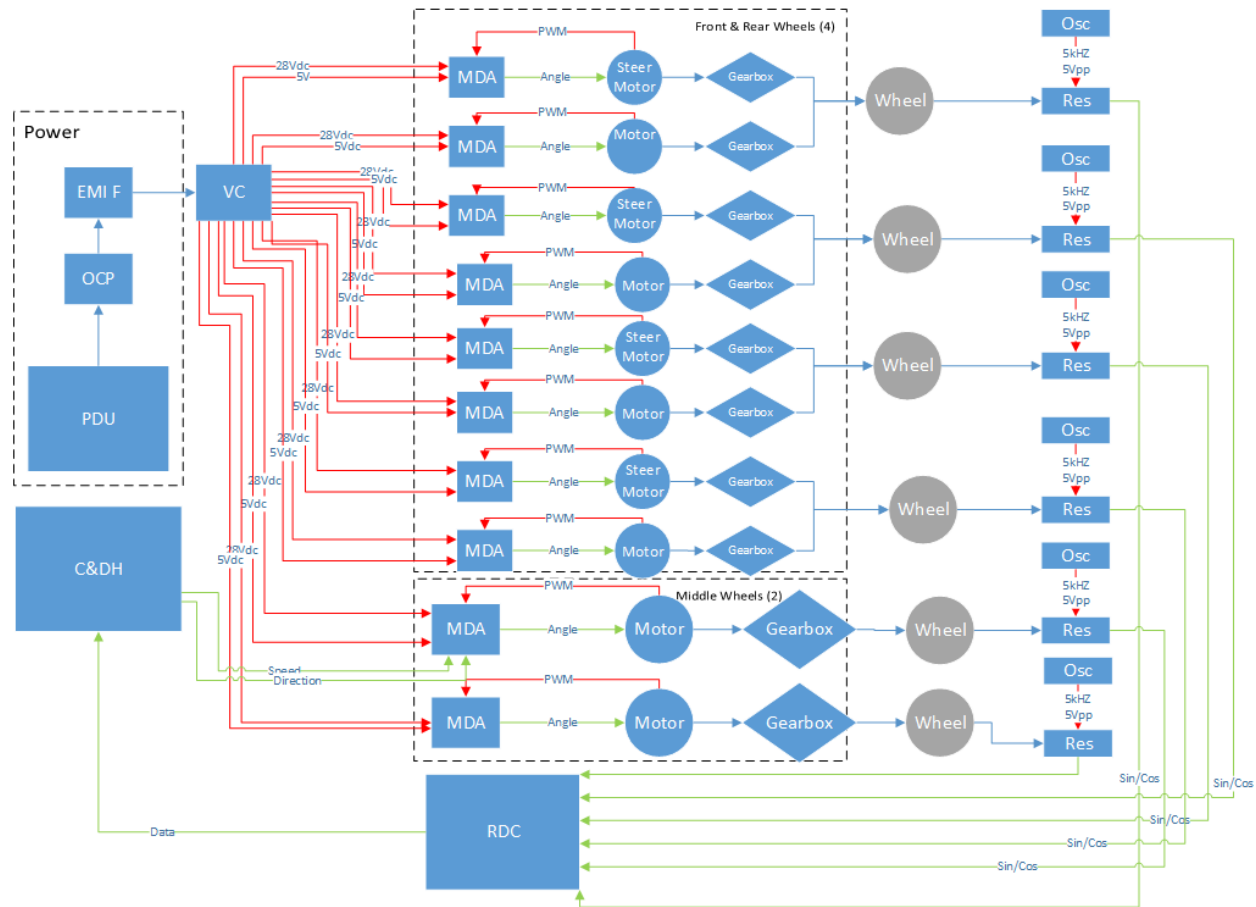 Front & Rear Wheels (4)
Osc
5kHZ
5Vpp
Res
PWM
28Vdc
5V
MDA
Angle
Steer
Motor
Gearbox
Wheel
Power
PWM
28Vdc
5Vdc
MDA
Angle
Motor
Gearbox
EMI F
VC
Osc
5kHZ
5Vpp
Res
28Vdc
5Vdc
PWM
MDA
Angle
Steer
Motor
Gearbox
Wheel
28Vdc
5Vdc
PWM
MDA
Angle
Motor
Gearbox
OCP
Osc
5kHZ
5Vpp
Res
28Vdc
5Vdc
PWM
MDA
Angle
Steer
Motor
Gearbox
Wheel
5Vdc
28Vdc
5Vdc
PWM
MDA
Angle
Motor
Gearbox
PDU
Osc
5kHZ
5Vpp
Res
28Vdc
5Vdc
PWM
MDA
Angle
Steer
Motor
Gearbox
Wheel
28Vdc
5Vdc
PWM
MDA
Angle
Motor
Gearbox
28Vdc
5Vdc
C&DH
Osc
5kHZ
5Vpp
Res
PWM
Middle Wheels (2)
MDA
Angle
Motor
Gearbox
Wheel
Speed
Direction
Osc
5kHZ
5Vpp
Res
PWM
MDA
Angle
Motor
Gearbox
Wheel
Sin/Cos
Sin/Cos
RDC
Data
Sin/Cos
Sin/Cos
Sin/Cos